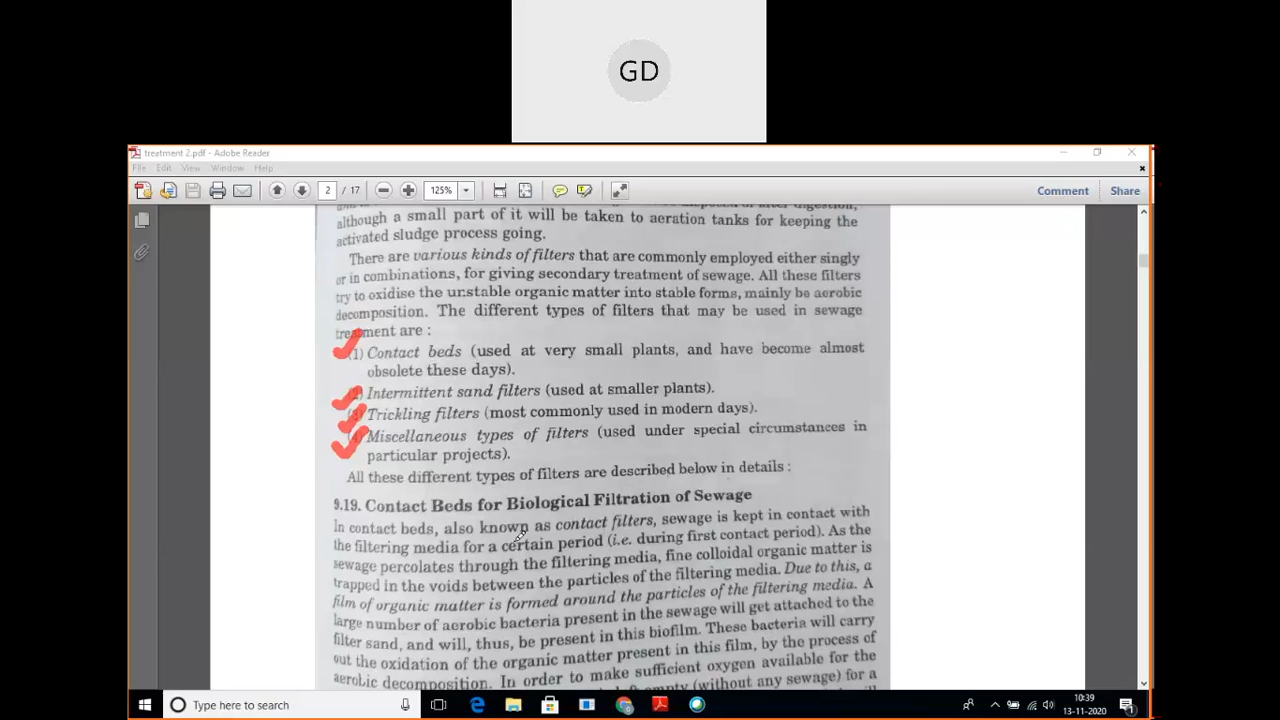 GD
treatment 2.pdf - Adobe Reader
File Edit View Window Help
2 / 17 125% Comment Share
although a small part of it will be taken to aeration tanks for keeping the
activated sludge process going.
There are various kinds of filters that are commonly employed either singly
or in combinations, for giving secondary treatment of sewage. All these filters
try to oxidise the unstable organic matter into stable forms, mainly be aerobic
decomposition. The different types of filters that may be used in sewage
treatment are :
(1) Contact beds (used at very small plants, and have become almost
obsolete these days).
(2) Intermittent sand filters (used at smaller plants).
(3) Trickling filters (most commonly used in modern days).
(4) Miscellaneous types of filters (used under special circumstances in
particular projects).
All these different types of filters are described below in details :
9.19. Contact Beds for Biological Filtration of Sewage
In contact beds, also known as contact filters, sewage is kept in contact with
the filtering media for a certain period (i.e. during first contact period). As the
sewage percolates through the filtering media, fine colloidal organic matter is
trapped in the voids between the particles of the filtering media. Due to this, a
film of organic matter is formed around the particles of the filtering media. A
large number of aerobic bacteria present in the sewage will get attached to the
filter sand, and will, thus, be present in this biofilm. These bacteria will carry
out the oxidation of the organic matter present in this film, by the process of
aerobic decomposition. In order to make sufficient oxygen available for the
empty (without any sewage) for a
Type here to search
10:39
13-11-2020